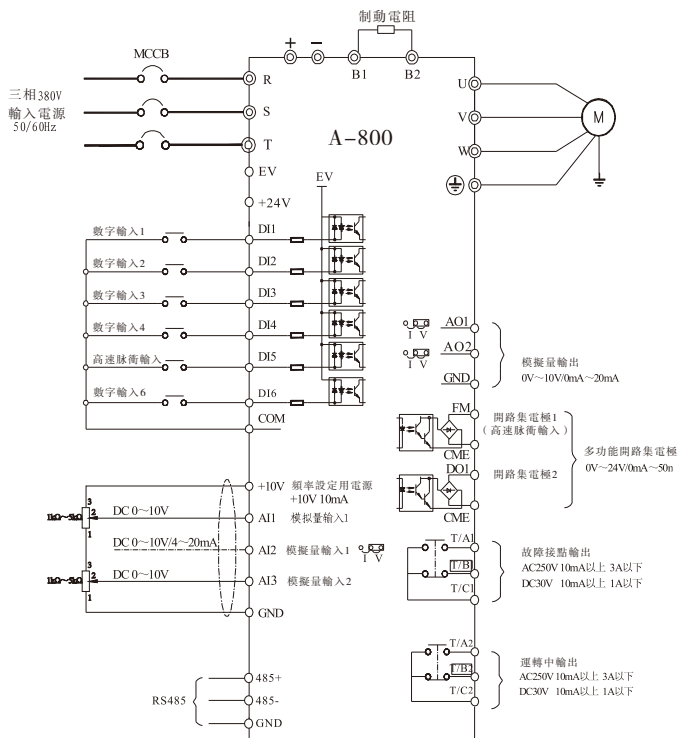 制動電阻
+
−
B1
B2
MCCB
三相380V
輸入電源
50/60Hz
R
S
T
A-800
U
V
W
M
EV
+24V
EV
數字輸入1
DI1
數字輸入2
DI2
數字輸入3
DI3
數字輸入4
DI4
高速脉衝輸入
DI5
數字輸入6
DI6
COM
I V
AO1
I V
AO2
GND
模擬量輸出
0V～10V/0mA～20mA
FM
CME
開路集電極1
（高速脉衝輸入）
DO1
CME
開路集電極2
多功能開路集電極
0V～24V/0mA～50n
+10V
頻率設定用電源
+10V 10mA
3
2
1
1kΩ～5kΩ
DC 0～10V
AI1
模拟量輸入1
DC 0～10V/4～20mA
AI2
模擬量輸入1
I V
3
2
1
1kΩ～5kΩ
DC 0～10V
AI3
模擬量輸入2
GND
T/A1
T/B
T/C1
故障接點輸出
AC250V 10mA以上 3A以下
DC30V 10mA以上 1A以下
T/A2
T/B2
T/C2
運轉中輸出
AC250V 10mA以上 3A以下
DC30V 10mA以上 1A以下
RS485
485+
485-
GND